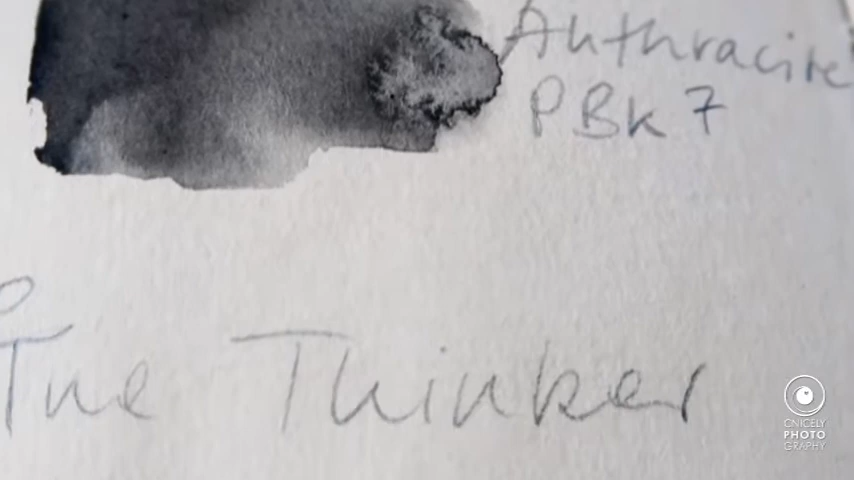 Anthracite
PBk 7
The Thinker
CNICELY
PHOTO
GRAPHY